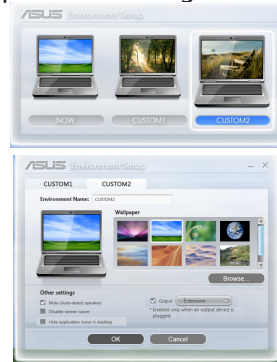 ASUS Environment Setup
NOW
CUSTOM1
CUSTOM2
ASUS Environment Setup
CUSTOM1
CUSTOM2
Environment Name:
CUSTOM2
Wallpaper
Browse...
Other settings
Mute (Auto-detect speaker)
Disable screen saver
Hide application icons in desktop
Output
Extension
* Enabled only when an output device is
plugged.
OK
Cancel